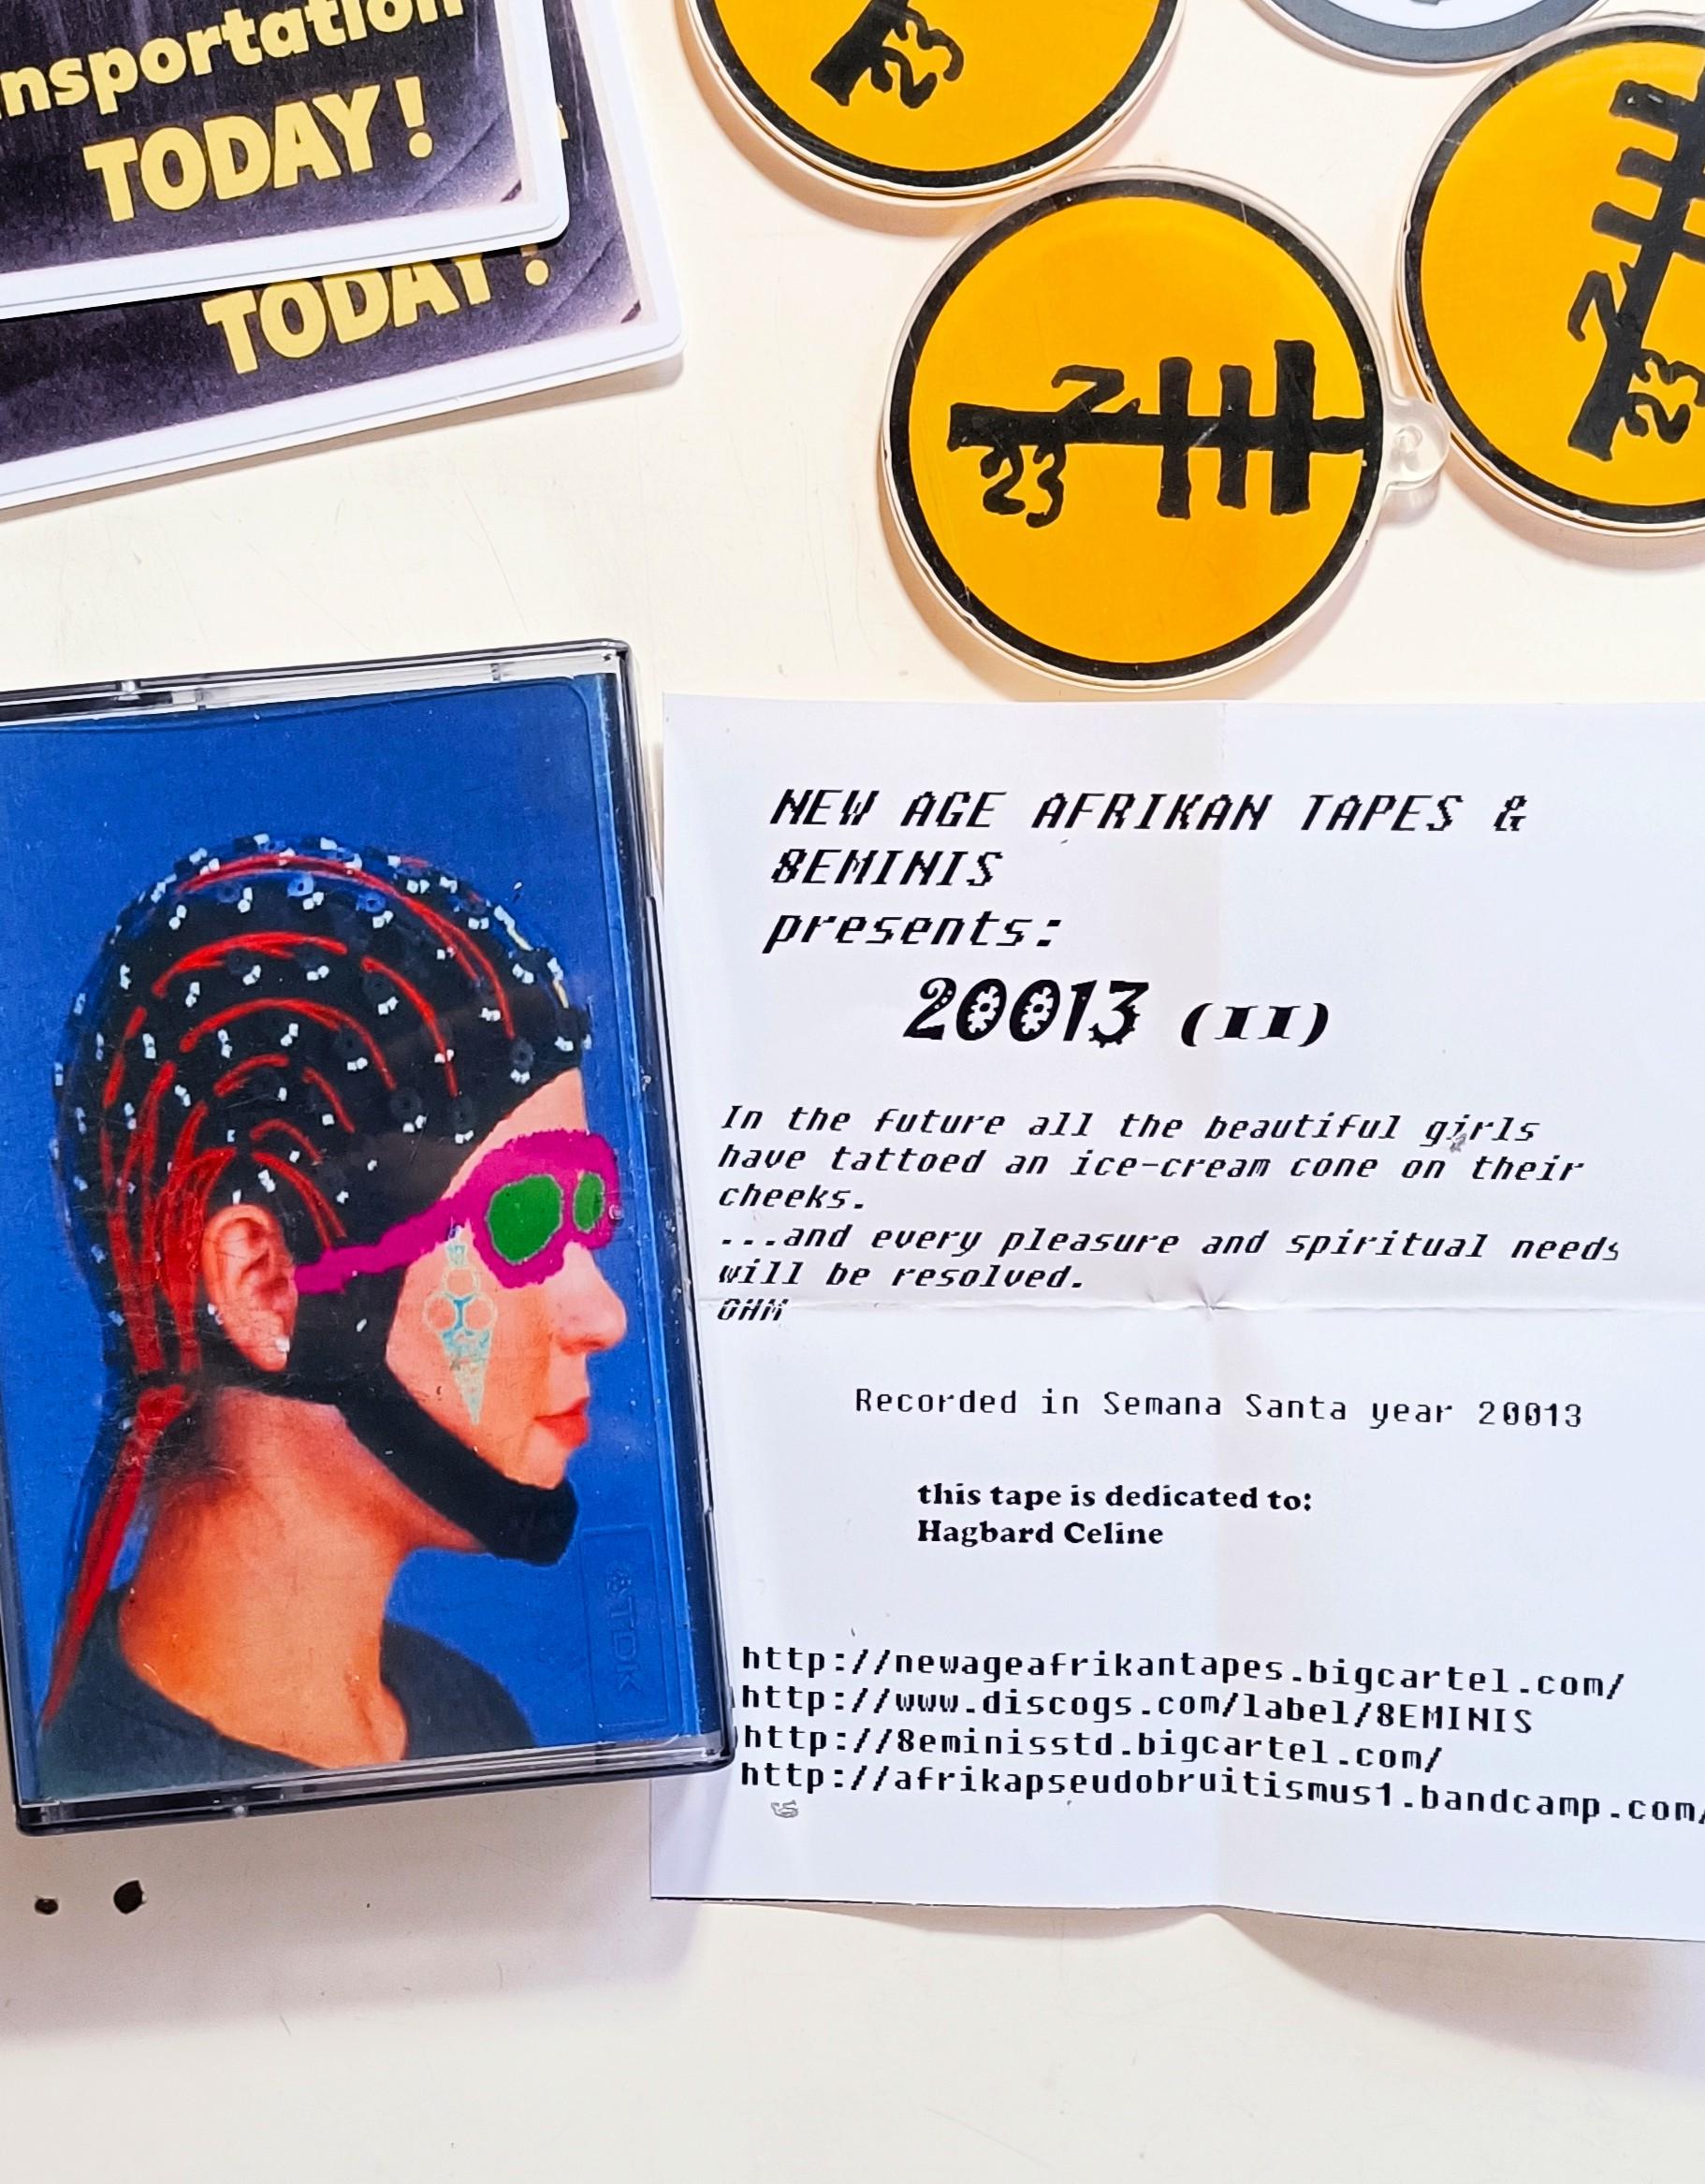 nsportation
TODAY!
TODAY!
23
2
23
2
23
NEW AGE AFRIKAN TAPES &
8EMINIS
presents:
20013 (II)
In the future all the beautiful girls
have tattoed an ice-cream cone on their
cheeks.
...and every pleasure and spiritual needs
will be resolved.
OHM
Recorded in Semana Santa year 20013
this tape is dedicated to:
Hagbard Celine
http://newageafrikantapes.bigcartel.com/
http://www.discogs.com/label/8EMINIS
http://8eminisstd.bigcartel.com/
http://afrikapseudobruitismus1.bandcamp.com/
TDK